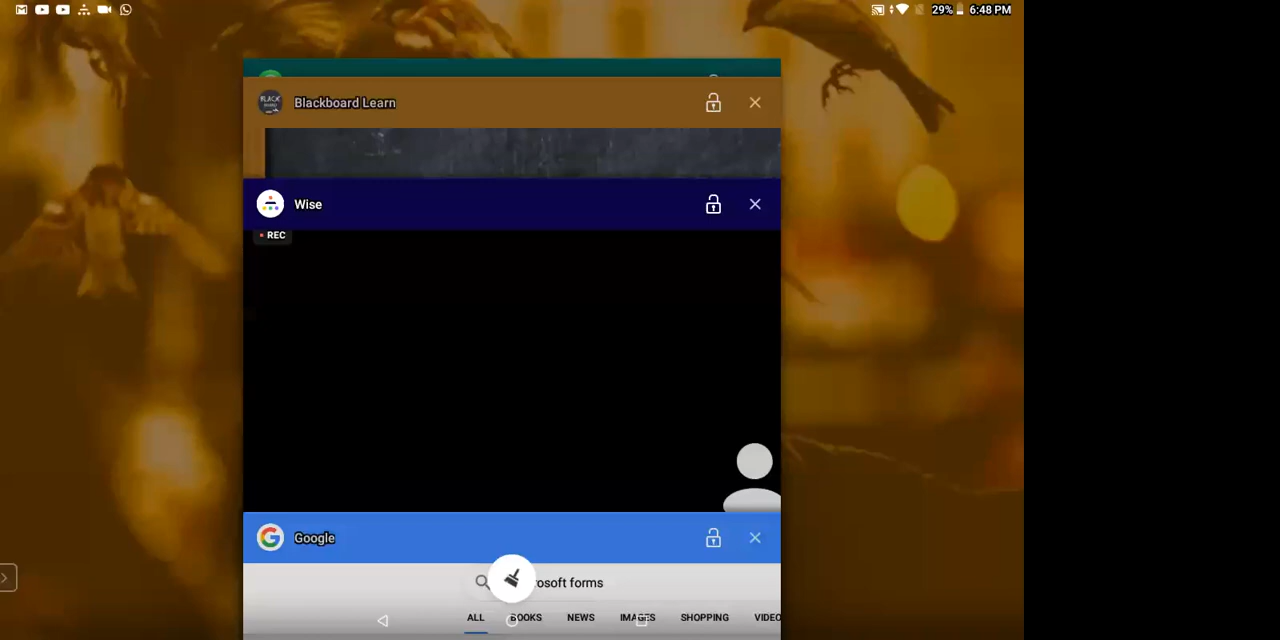 29% 6:48 PM
Blackboard Learn
Wise
REC
Google
rosoft forms
ALL BOOKS NEWS IMAGES SHOPPING VIDEO